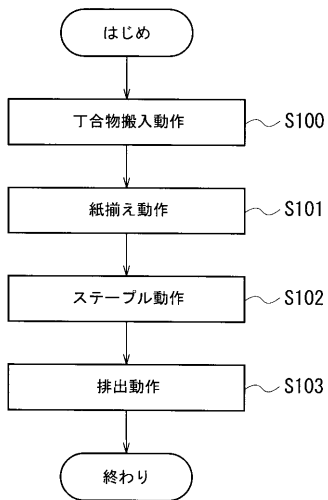 はじめ
丁合物搬入動作
S100
紙揃え動作
S101
ステープル動作
S102
排出動作
S103
終わり